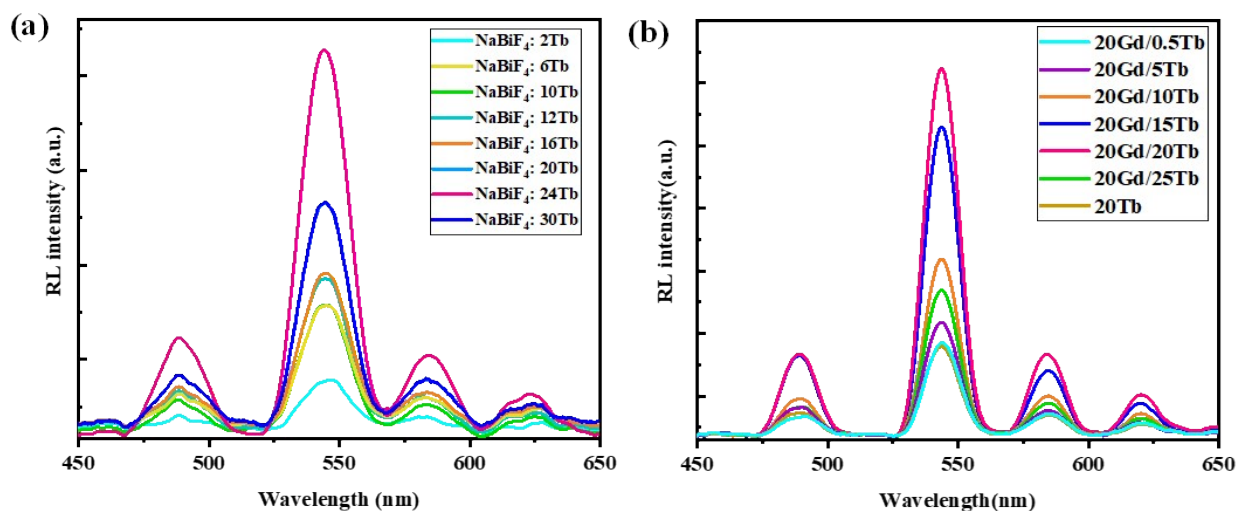 (a)
NaBiF₄: 2Tb
NaBiF₄: 6Tb
NaBiF₄: 10Tb
NaBiF₄: 12Tb
NaBiF₄: 16Tb
NaBiF₄: 20Tb
NaBiF₄: 24Tb
NaBiF₄: 30Tb
RL intensity (a.u.)
450 500 550 600 650
Wavelength (nm)
(b)
20Gd/0.5Tb
20Gd/5Tb
20Gd/10Tb
20Gd/15Tb
20Gd/20Tb
20Gd/25Tb
20Tb
RL intensity(a.u.)
450 500 550 600 650
Wavelength(nm)